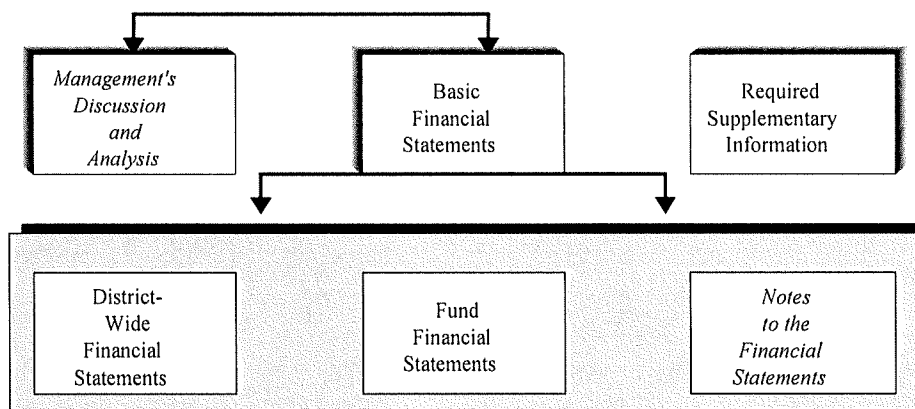 Management's
Discussion
and
Analysis
Basic
Financial
Statements
Required
Supplementary
Information
District-
Wide
Financial
Statements
Fund
Financial
Statements
Notes
to the
Financial
Statements